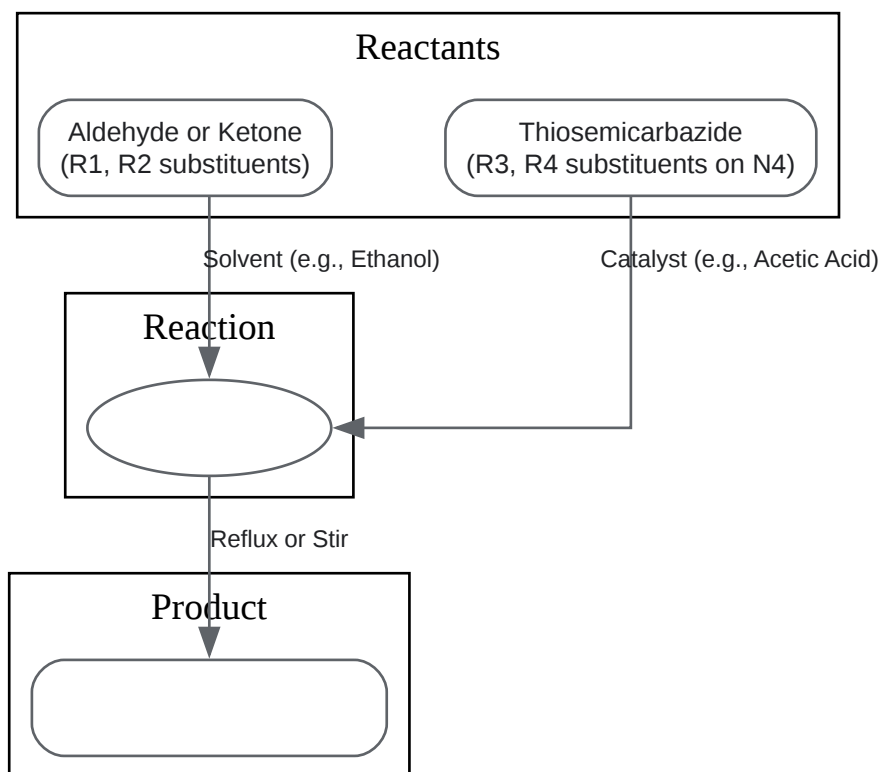 Reactants
Aldehyde or Ketone
(R1, R2 substituents)
Thiosemicarbazide
(R3, R4 substituents on N4)
Solvent (e.g., Ethanol)
Catalyst (e.g., Acetic Acid)
Reaction
Reflux or Stir
Product